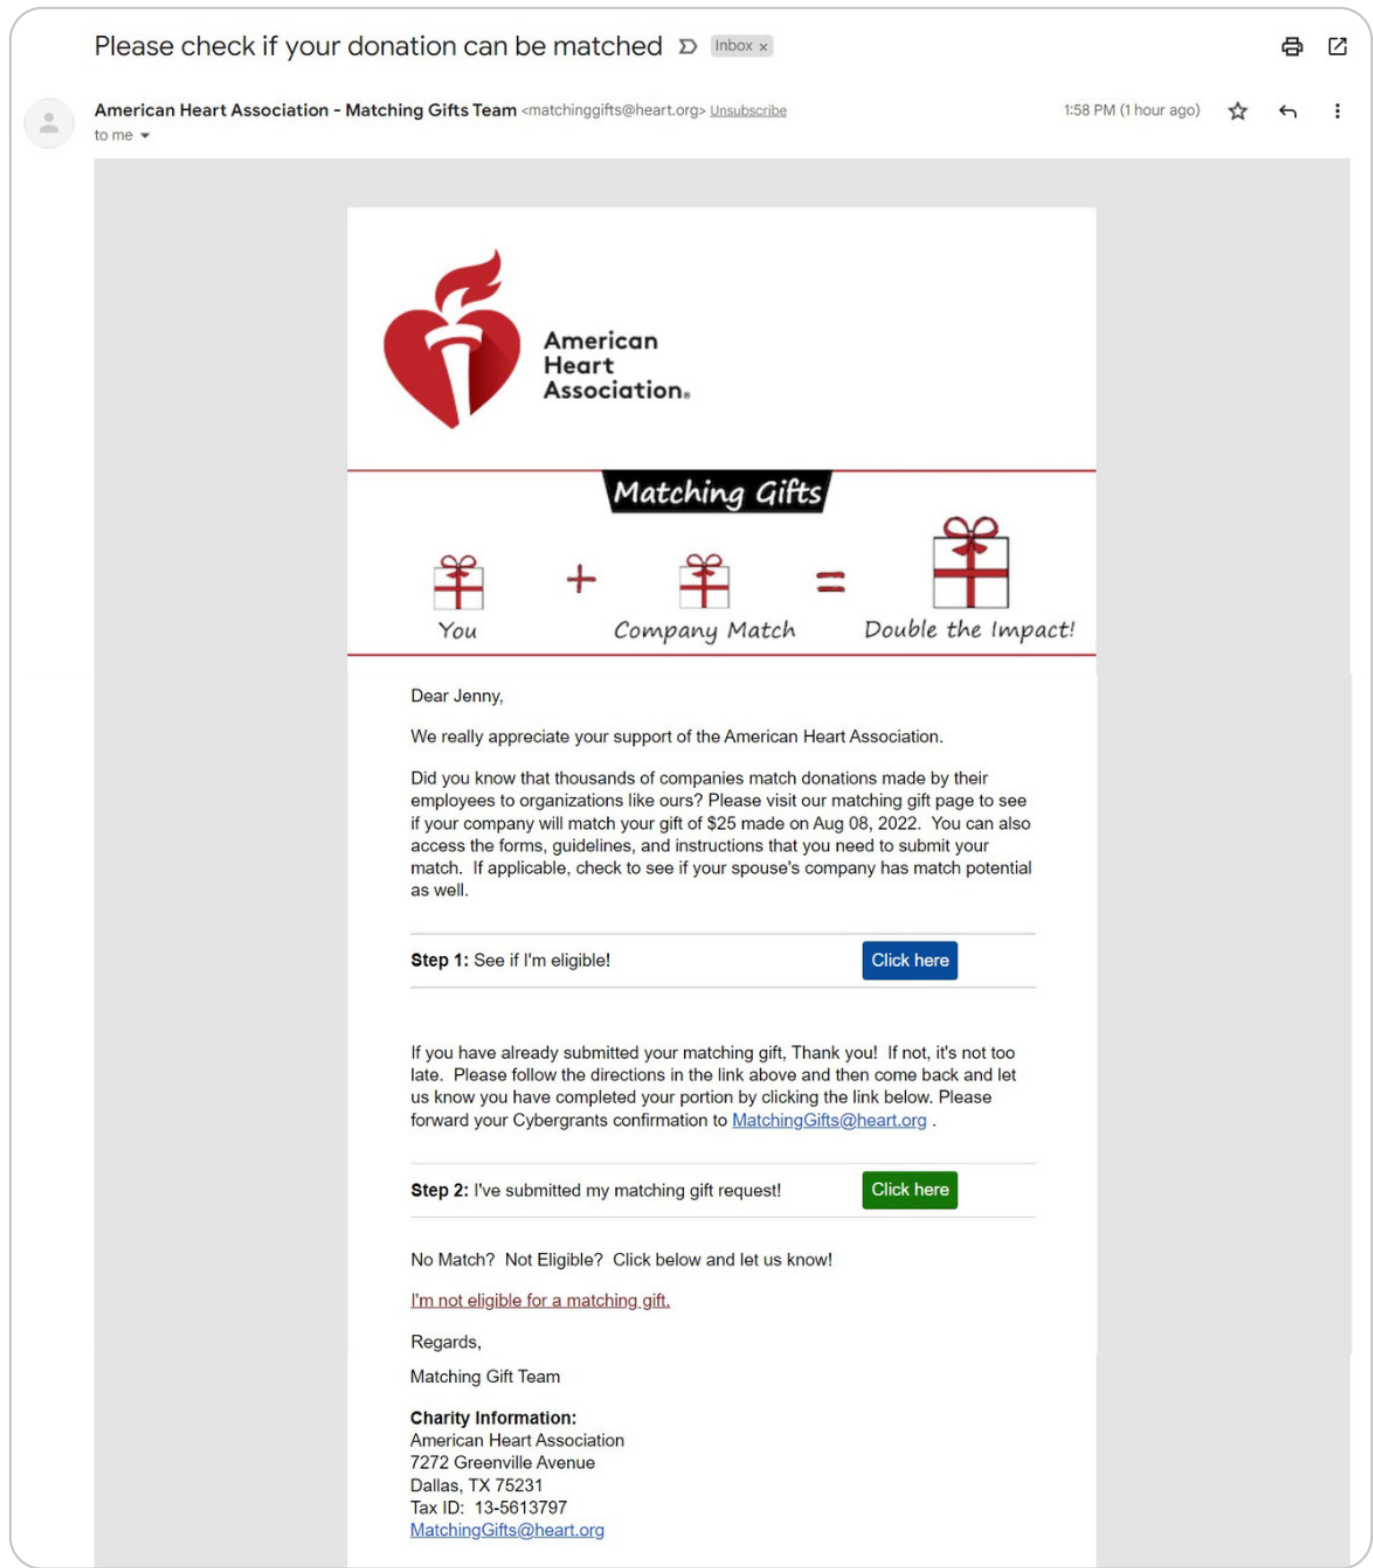 Please check if your donation can be matched Inbox ×
American Heart Association - Matching Gifts Team <matchinggifts@heart.org> Unsubscribe 1:58 PM (1 hour ago)
to me
American
Heart
Association®
Matching Gifts
+ =
You Company Match Double the Impact!
Dear Jenny,
We really appreciate your support of the American Heart Association.
Did you know that thousands of companies match donations made by their
employees to organizations like ours? Please visit our matching gift page to see
if your company will match your gift of $25 made on Aug 08, 2022.  You can also
access the forms, guidelines, and instructions that you need to submit your
match.  If applicable, check to see if your spouse's company has match potential
as well.
Step 1: See if I'm eligible! Click here
If you have already submitted your matching gift, Thank you!  If not, it's not too
late.  Please follow the directions in the link above and then come back and let
us know you have completed your portion by clicking the link below. Please
forward your Cybergrants confirmation to MatchingGifts@heart.org .
Step 2: I've submitted my matching gift request! Click here
No Match?  Not Eligible?  Click below and let us know!
I'm not eligible for a matching gift.
Regards,
Matching Gift Team
Charity Information:
American Heart Association
7272 Greenville Avenue
Dallas, TX 75231
Tax ID:  13-5613797
MatchingGifts@heart.org